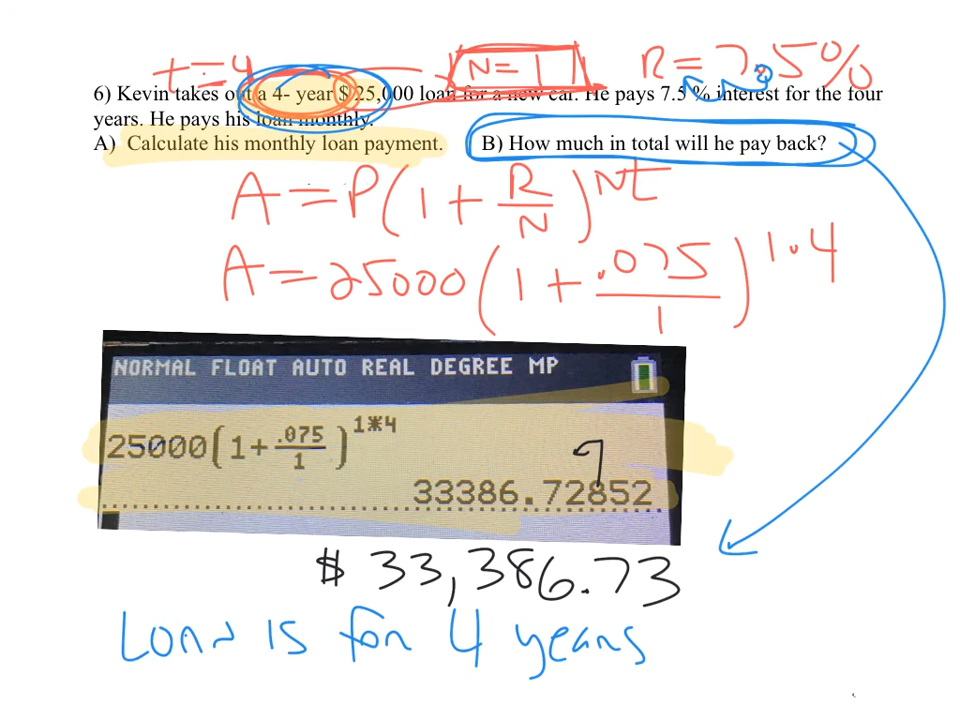 t=4 N=1 R=7.5%
6) Kevin takes out a 4- year $25,000 loan for a new car. He pays 7.5 % interest for the four
years. He pays his loan monthly.
A) Calculate his monthly loan payment. B) How much in total will he pay back?
A=P(1+R/N)^Nt
A=25000(1+.075/1)^1·4
NORMAL FLOAT AUTO REAL DEGREE MP
25000(1+.075/1)^1*4
33386.72852
$33,386.73
Loan is for 4 years